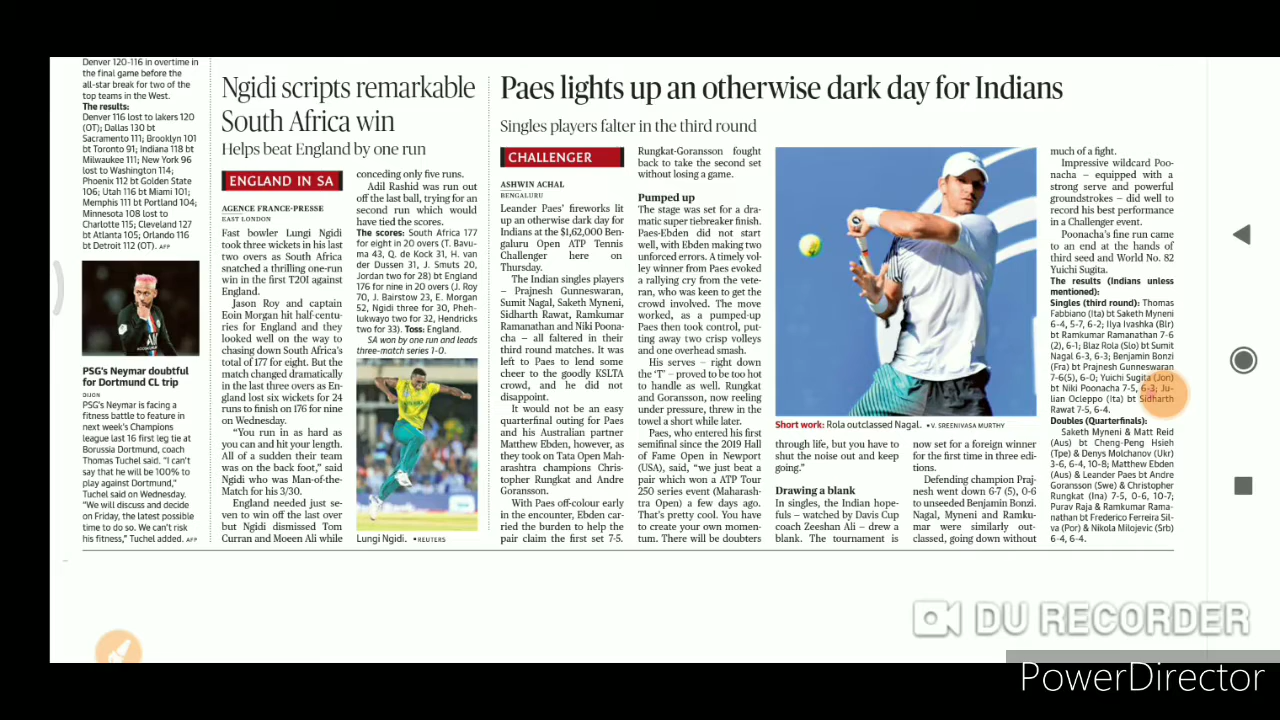 Denver 120-116 in overtime in
the final game before the
all-star break for two of the
top teams in the West.
The results:
Denver 116 lost to lakers 120
(OT); Dallas 130 bt
Sacramento 111; Brooklyn 101
bt Toronto 91; Indiana 118 bt
Milwaukee 111; New York 96
lost to Washington 114;
Phoenix 112 bt Golden State
106; Utah 116 bt Miami 101;
Memphis 111 bt Portland 104;
Minnesota 108 lost to
Charlotte 115; Cleveland 127
bt Atlanta 105; Orlando 116
bt Detroit 112 (OT). AFP
PSG's Neymar doubtful
for Dortmund CL trip
DIJON
PSG's Neymar is facing a
fitness battle to feature in
next week's Champions
league last 16 first leg tie at
Borussia Dortmund, coach
Thomas Tuchel said. "I can't
say that he will be 100% to
play against Dortmund,"
Tuchel said on Wednesday.
"We will discuss and decide
on Friday, the latest possible
time to do so. We can't risk
his fitness," Tuchel added. AFP
Ngidi scripts remarkable
South Africa win
Helps beat England by one run
ENGLAND IN SA
AGENCE FRANCE-PRESSE
EAST LONDON
Fast bowler Lungi Ngidi
took three wickets in his last
two overs as South Africa
snatched a thrilling one-run
win in the first T20I against
England.
Jason Roy and captain
Eoin Morgan hit half-centu-
ries for England and they
looked well on the way to
chasing down South Africa's
total of 177 for eight. But the
match changed dramatically
in the last three overs as En-
gland lost six wickets for 24
runs to finish on 176 for nine
on Wednesday.
"You run in as hard as
you can and hit your length.
All of a sudden their team
was on the back foot," said
Ngidi who was Man-of-the-
Match for his 3/30.
England needed just se-
ven to win off the last over
but Ngidi dismissed Tom
Curran and Moeen Ali while
conceding only five runs.
Adil Rashid was run out
off the last ball, trying for an
second run which would
have tied the scores.
The scores: South Africa 177
for eight in 20 overs (T. Bavu-
ma 43, Q. de Kock 31, H. van
der Dussen 31, J. Smuts 20,
Jordan two for 28) bt England
176 for nine in 20 overs (J. Roy
70, J. Bairstow 23, E. Morgan
52, Ngidi three for 30, Pheh-
lukwayo two for 32, Hendricks
two for 33). Toss: England.
SA won by one run and leads
three-match series 1-0.
Lungi Ngidi. • REUTERS
Paes lights up an otherwise dark day for Indians
Singles players falter in the third round
CHALLENGER
ASHWIN ACHAL
BENGALURU
Leander Paes' fireworks lit
up an otherwise dark day for
Indians at the $1,62,000 Ben-
galuru Open ATP Tennis
Challenger here on
Thursday.
The Indian singles players
– Prajnesh Gunneswaran,
Sumit Nagal, Saketh Myneni,
Sidharth Rawat, Ramkumar
Ramanathan and Niki Poona-
cha – all faltered in their
third round matches. It was
left to Paes to lend some
cheer to the goodly KSLTA
crowd, and he did not
disappoint.
It would not be an easy
quarterfinal outing for Paes
and his Australian partner
Matthew Ebden, however, as
they took on Tata Open Mah-
arashtra champions Chris-
topher Rungkat and Andre
Goransson.
With Paes off-colour early
in the encounter, Ebden car-
ried the burden to help the
pair claim the first set 7-5.
Rungkat-Goransson fought
back to take the second set
without losing a game.
Pumped up
The stage was set for a dra-
matic super tiebreaker finish.
Paes-Ebden did not start
well, with Ebden making two
unforced errors. A timely vol-
ley winner from Paes evoked
a rallying cry from the vete-
ran, who was keen to get the
crowd involved. The move
worked, as a pumped-up
Paes then took control, put-
ting away two crisp volleys
and one overhead smash.
His serves – right down
the 'T' – proved to be too hot
to handle as well. Rungkat
and Goransson, now reeling
under pressure, threw in the
towel a short while later.
Paes, who entered his first
semifinal since the 2019 Hall
of Fame Open in Newport
(USA), said, "we just beat a
pair which won a ATP Tour
250 series event (Maharash-
tra Open) a few days ago.
That's pretty cool. You have
to create your own momen-
tum. There will be doubters
Short work: Rola outclassed Nagal. • V. SREENIVASA MURTHY
through life, but you have to
shut the noise out and keep
going."
Drawing a blank
In singles, the Indian hope-
fuls – watched by Davis Cup
coach Zeeshan Ali – drew a
blank. The tournament is
now set for a foreign winner
for the first time in three edi-
tions.
Defending champion Praj-
nesh went down 6-7 (5), 0-6
to unseeded Benjamin Bonzi.
Nagal, Myneni and Ramku-
mar were similarly out-
classed, going down without
much of a fight.
Impressive wildcard Poo-
nacha – equipped with a
strong serve and powerful
groundstrokes – did well to
record his best performance
in a Challenger event.
Poonacha's fine run came
to an end at the hands of
third seed and World No. 82
Yuichi Sugita.
The results (Indians unless
mentioned):
Singles (third round): Thomas
Fabbiano (Ita) bt Saketh Myneni
6-4, 5-7, 6-2; Ilya Ivashka (Blr)
bt Ramkumar Ramanathan 7-6
(2), 6-1; Blaz Rola (Slo) bt Sumit
Nagal 6-3, 6-3; Benjamin Bonzi
(Fra) bt Prajnesh Gunneswaran
7-6(5), 6-0; Yuichi Sugita (Jpn)
bt Niki Poonacha 7-5, 6-3; Ju-
lian Ocleppo (Ita) bt Sidharth
Rawat 7-5, 6-4.
Doubles (Quarterfinals):
Saketh Myneni & Matt Reid
(Aus) bt Cheng-Peng Hsieh
(Tpe) & Denys Molchanov (Ukr)
3-6, 6-4, 10-8; Matthew Ebden
(Aus) & Leander Paes bt Andre
Goransson (Swe) & Christopher
Rungkat (Ina) 7-5, 0-6, 10-7;
Purav Raja & Ramkumar Rama-
nathan bt Frederico Ferreira Sil-
va (Por) & Nikola Milojevic (Srb)
6-4, 6-4.
DU RECORDER
PowerDirector